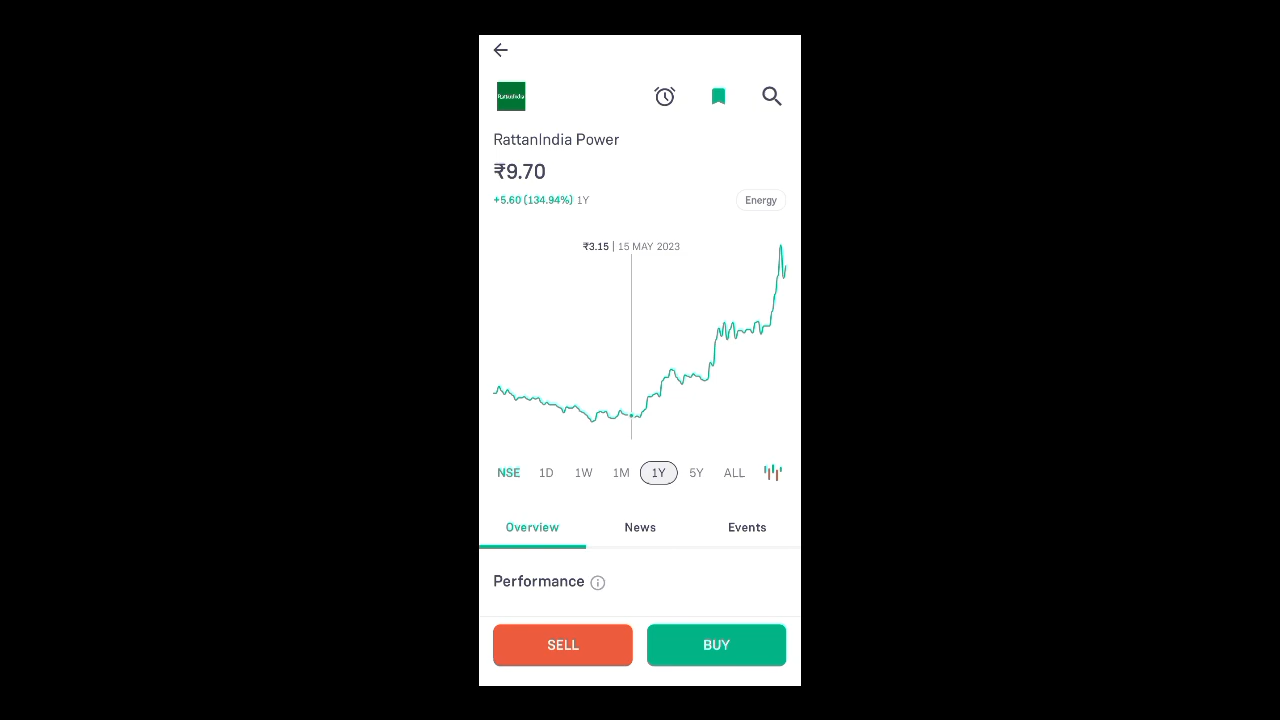 RattanIndia
RattanIndia Power
₹9.70
+5.60 (134.94%) 1Y
Energy
₹3.15 | 15 MAY 2023
NSE 1D 1W 1M 1Y 5Y ALL
Overview News Events
Performance
SELL BUY